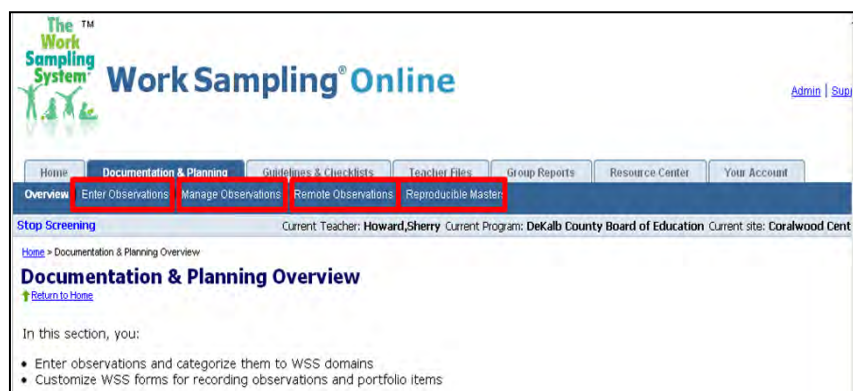 The TM
Work
Sampling
System
Work Sampling® Online
Admin | Supp
Home Documentation & Planning Guidelines & Checklists Teacher Files Group Reports Resource Center Your Account
Overview Enter Observations Manage Observations Remote Observations Reproducible Masters
Stop Screening Current Teacher: Howard,Sherry Current Program: DeKalb County Board of Education Current site: Coralwood Cent
Home > Documentation & Planning Overview
Documentation & Planning Overview
Return to Home
In this section, you:
• Enter observations and categorize them to WSS domains
• Customize WSS forms for recording observations and portfolio items